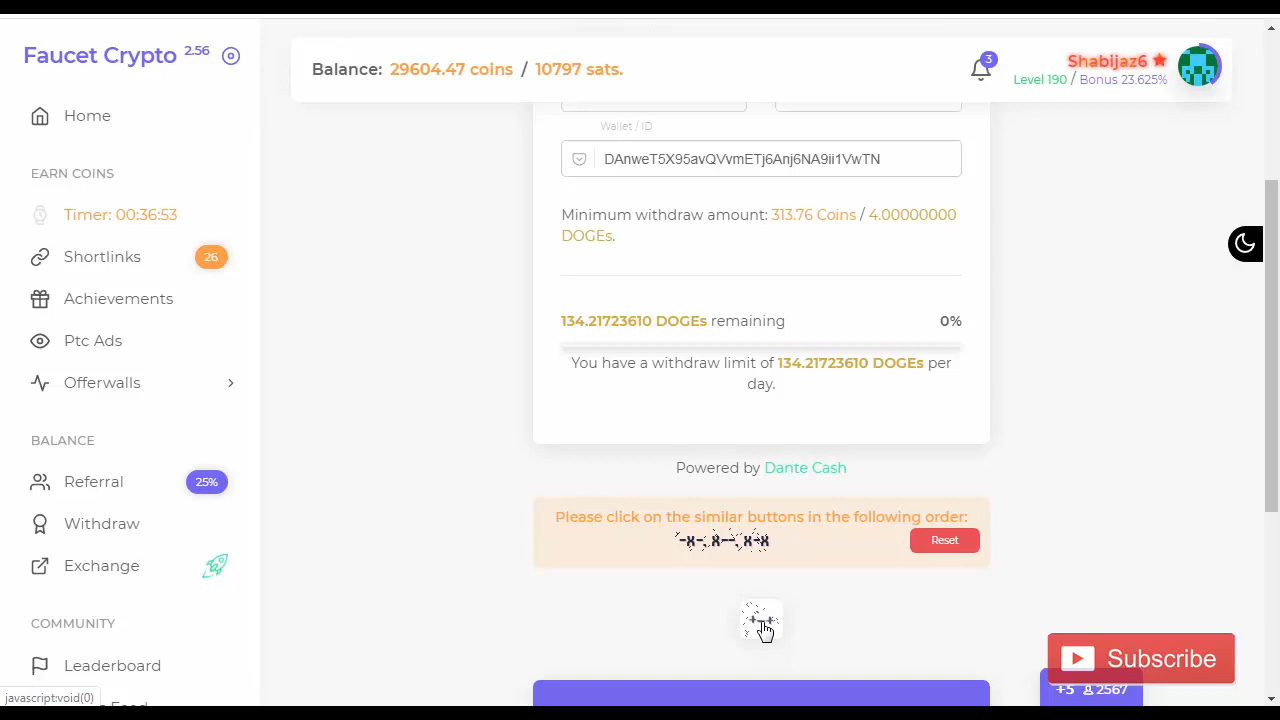 Faucet Crypto 2.56
Balance: 29604.47 coins / 10797 sats.
3
Shabijaz6
Level 190 / Bonus 23.625%
Home
EARN COINS
Timer: 00:36:53
Shortlinks 26
Achievements
Ptc Ads
Offerwalls
BALANCE
Referral 25%
Withdraw
Exchange
COMMUNITY
Leaderboard
javascript:void(0)
Wallet / ID
DAnweT5X95avQVvmETj6Anj6NA9ii1VwTN
Minimum withdraw amount: 313.76 Coins / 4.00000000
DOGEs.
134.21723610 DOGEs remaining 0%
You have a withdraw limit of 134.21723610 DOGEs per
day.
Powered by Dante Cash
Please click on the similar buttons in the following order:
-x-, x--, x+x
Reset
Subscribe
+5 2567